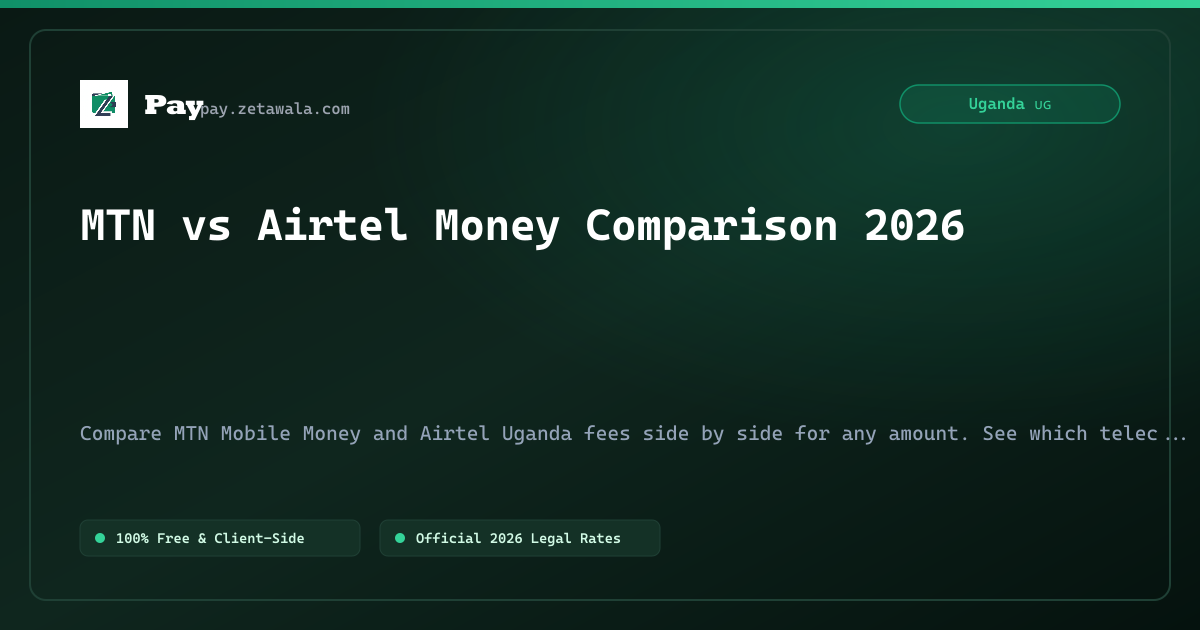 Pay
pay.zetawala.com
Uganda UG
MTN vs Airtel Money Comparison 2026
Compare MTN Mobile Money and Airtel Uganda fees side by side for any amount. See which telec...
100% Free & Client-Side
Official 2026 Legal Rates